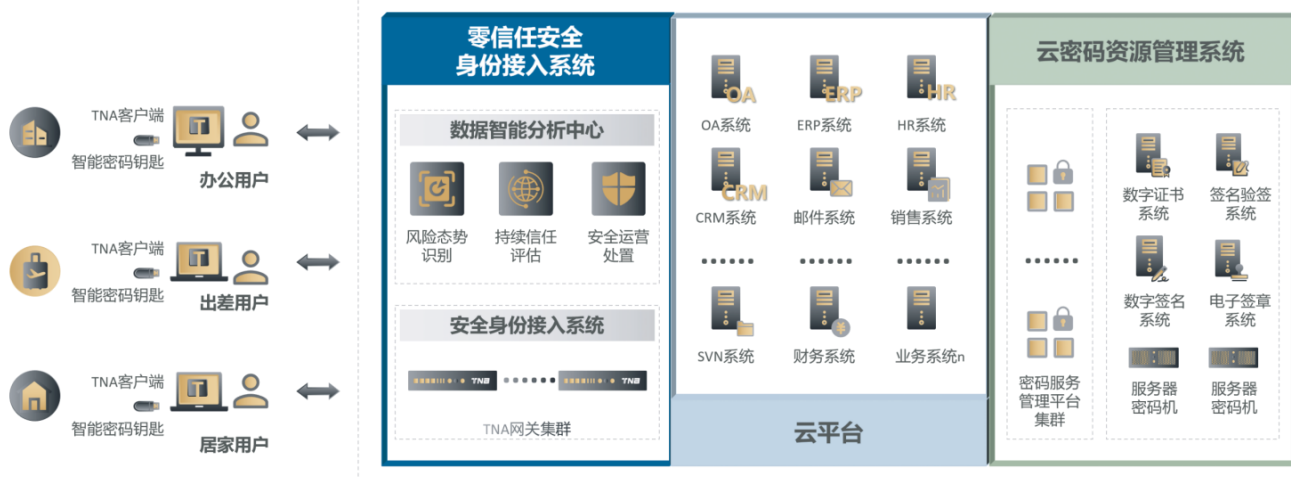 TNA客户端
智能密码钥匙
T
办公用户
TNA客户端
智能密码钥匙
T
出差用户
TNA客户端
智能密码钥匙
T
居家用户
零信任安全
身份接入系统
数据智能分析中心
风险态势
识别
持续信任
评估
安全运营
处置
安全身份接入系统
TNA
TNA
TNA网关集群
OA
ERP
HR
OA系统
ERP系统
HR系统
CRM
CRM系统
邮件系统
销售系统
¥
SVN系统
财务系统
业务系统n
云平台
云密码资源管理系统
密码服务
管理平台
集群
数字证书
系统
签名验签
系统
数字签名
系统
电子签章
系统
服务器
密码机
服务器
密码机